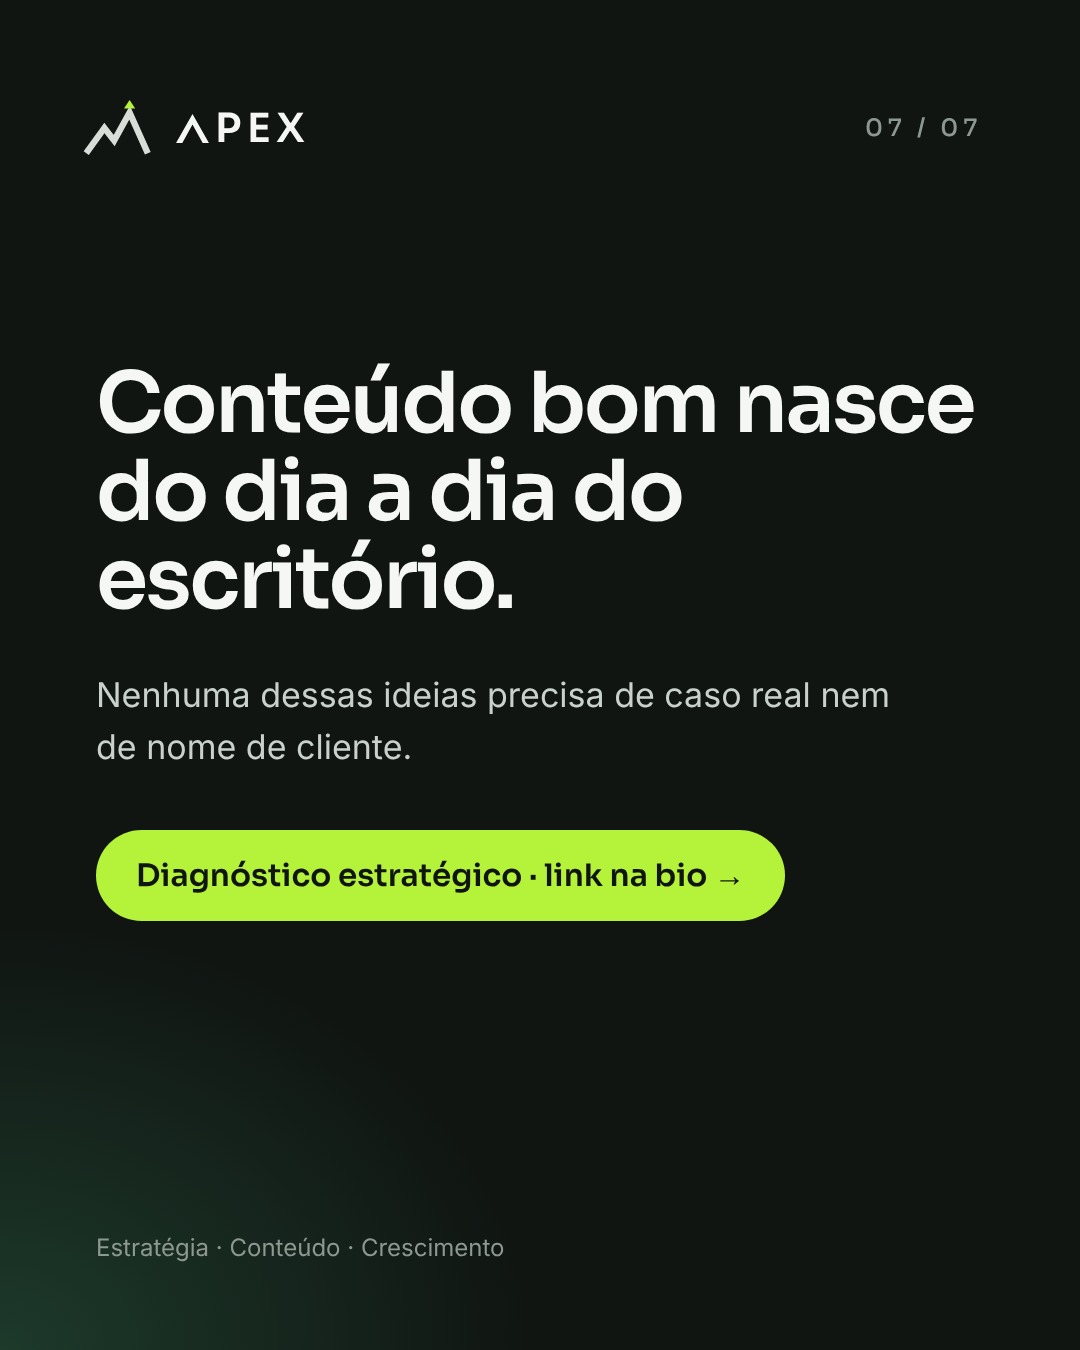 APEX
07 / 07
Conteúdo bom nasce
do dia a dia do
escritório.
Nenhuma dessas ideias precisa de caso real nem
de nome de cliente.
Diagnóstico estratégico · link na bio →
Estratégia · Conteúdo · Crescimento